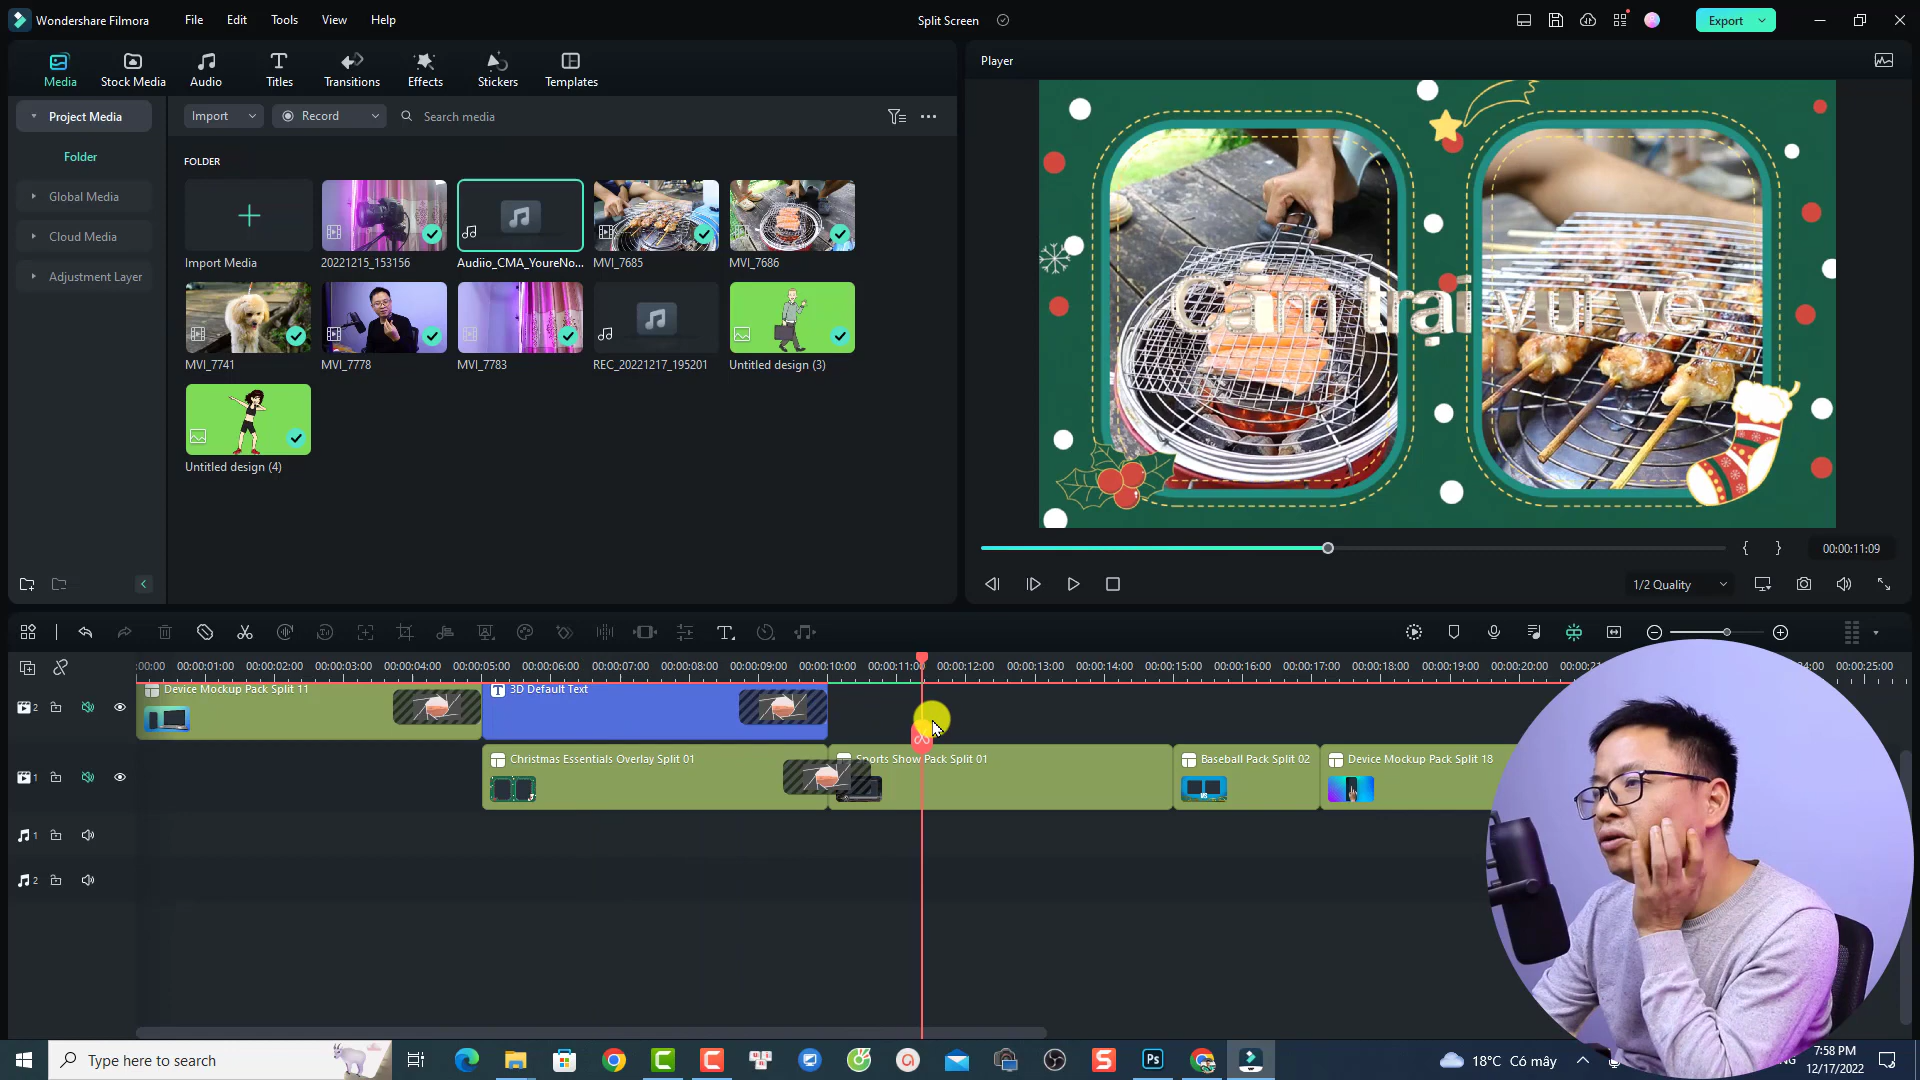 Wondershare Filmora
File
Edit
Tools
View
Help
Split Screen
Export
Media
Stock Media
Audio
Titles
Transitions
Effects
Stickers
Templates
Player
Project Media
Import
Record
Search media
Folder
FOLDER
Global Media
Cloud Media
Adjustment Layer
Import Media
20221215_153156
Audiio_CMA_YoureNo...
MVI_7685
MVI_7686
MVI_7741
MVI_7778
MVI_7783
REC_20221217_195201
Untitled design (3)
Untitled design (4)
Cắm trại vui vẻ
00:00:11:09
1/2 Quality
:00:00 00:00:01:00 00:00:02:00 00:00:03:00 00:00:04:00 00:00:05:00 00:00:06:00 00:00:07:00 00:00:08:00 00:00:09:00 00:00:10:00 00:00:11:00 00:00:12:00 00:00:13:00 00:00:14:00 00:00:15:00 00:00:16:00 00:00:17:00 00:00:18:00 00:00:19:00 00:00:20:00 00:00:25:00
2
Device Mockup Pack Split 11
3D Default Text
1
Christmas Essentials Overlay Split 01
Sports Show Pack Split 01
Baseball Pack Split 02
Device Mockup Pack Split 18
1
2
Type here to search
18°C Có mây
7:58 PM
12/17/2022